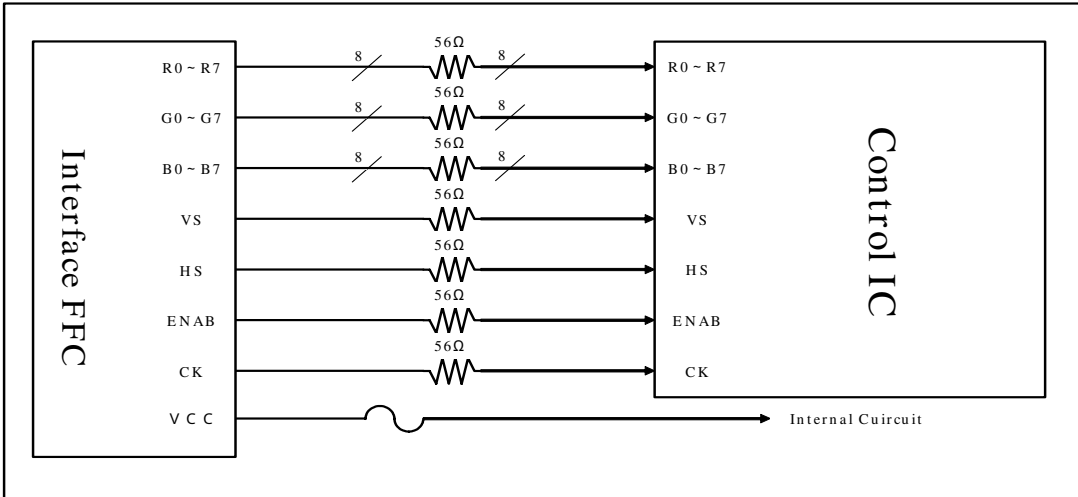 56Ω
R0~R7 8 8 R0~R7
56Ω
G0~G7 8 8 G0~G7
56Ω
B0~B7 8 8 B0~B7
56Ω
VS VS
56Ω
HS HS
56Ω
ENAB ENAB
56Ω
CK CK
VCC Internal Cuircuit
Interface FFC
Control IC